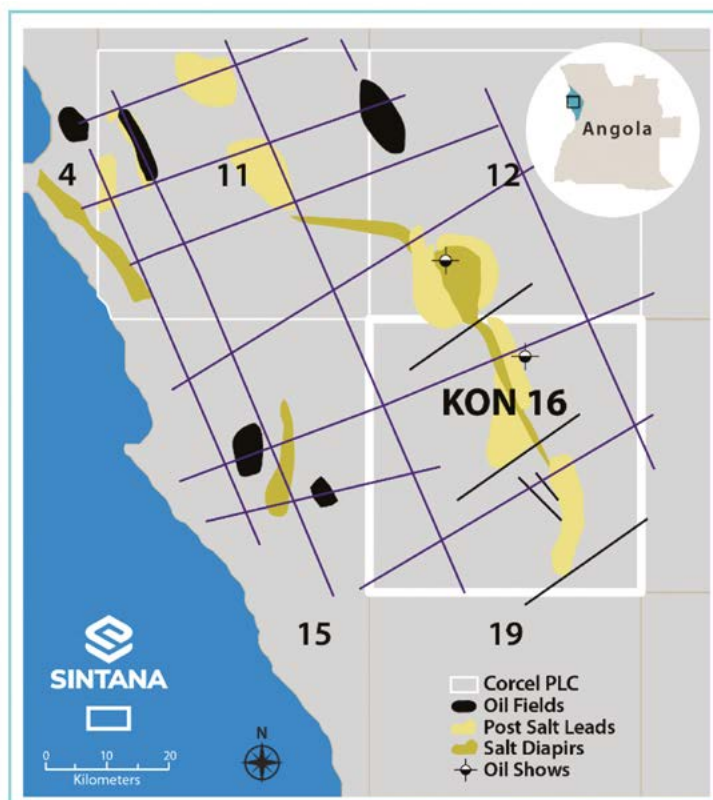 Angola
4
11
12
KON 16
15
19
SINTANA
0 10 20
Kilometers
N
Corcel PLC
Oil Fields
Post Salt Leads
Salt Diapirs
Oil Shows